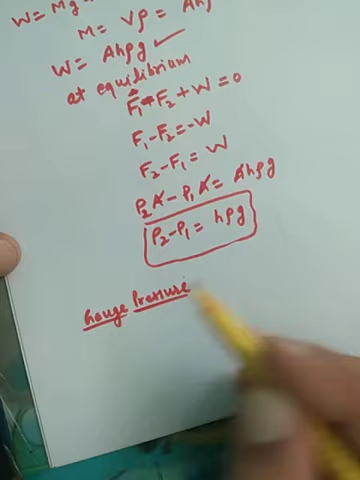 W= Mg
M= Vρ = Ahρ
W= Ahρg ✓
at equilibrium
F₁-F₂+W=0
F₁-F₂=-W
F₂-F₁= W
P₂A-P₁A= Ahρg
P₂-P₁= hρg
Gauge Pressure